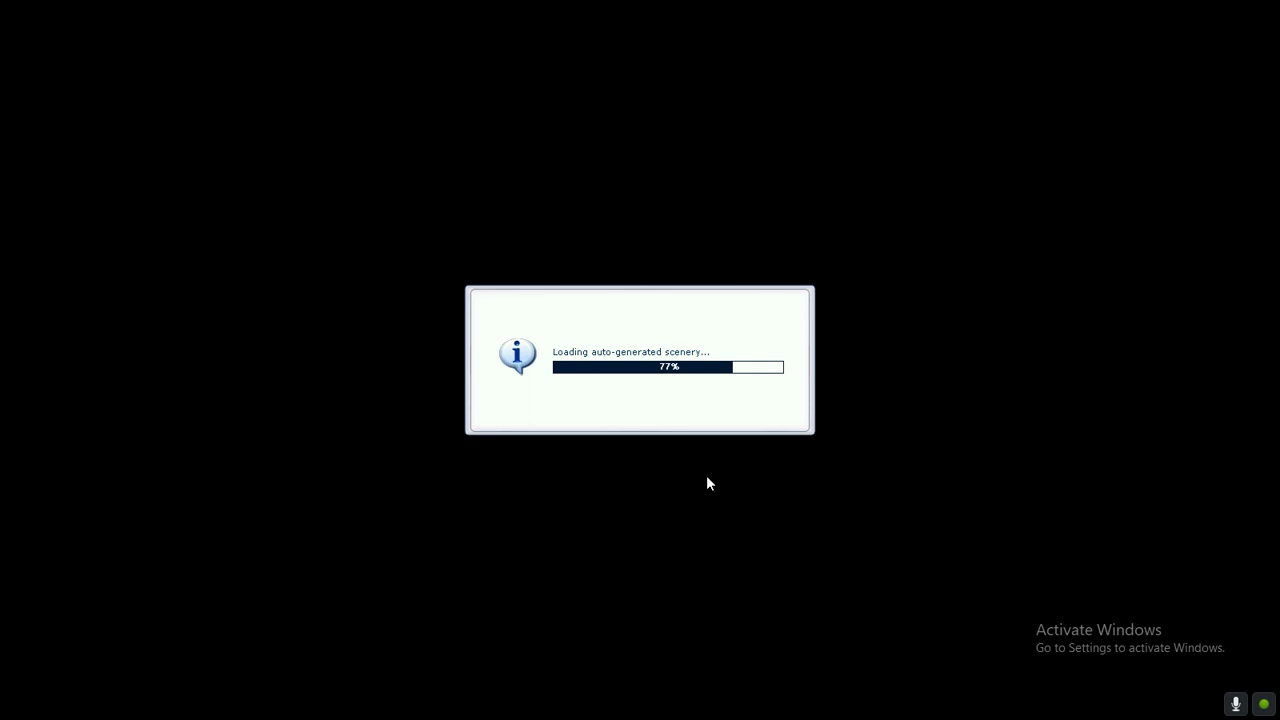 Loading auto-generated scenery...
77%
Activate Windows
Go to Settings to activate Windows.